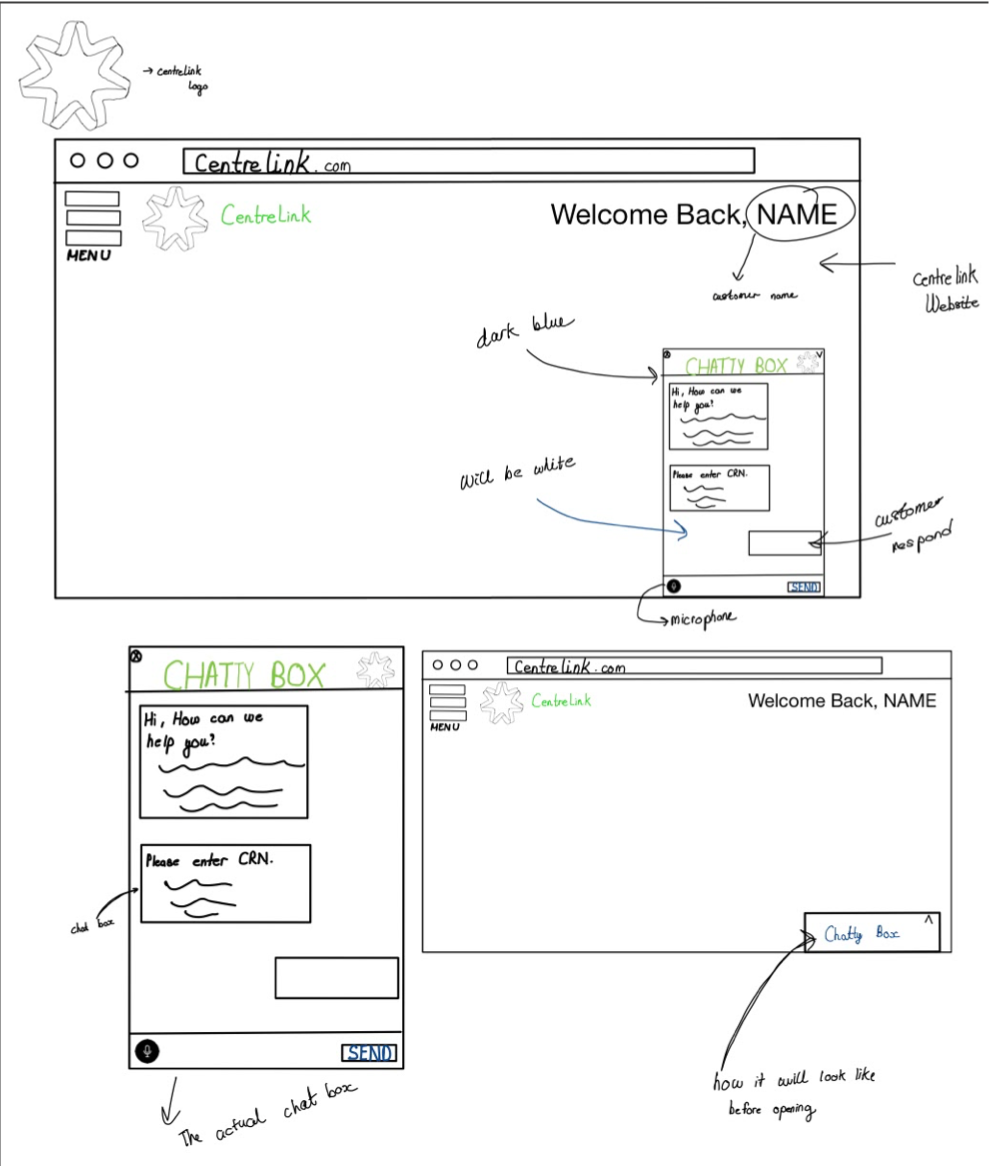 → centrelink
logo
Centrelink.com
MENU
CentreLink
Welcome Back, NAME
customer name
Centrelink
Website
dark blue
CHATTY BOX
Hi, How can we
help you?
Will be white
Please enter CRN.
customer
respond
SEND
microphone
CHATTY BOX
Hi, How can we
help you?
Please enter CRN.
chat box
SEND
The actual chat box
Centrelink.com
MENU
CentreLink
Welcome Back, NAME
Chatty Box
^
how it will look like
before opening